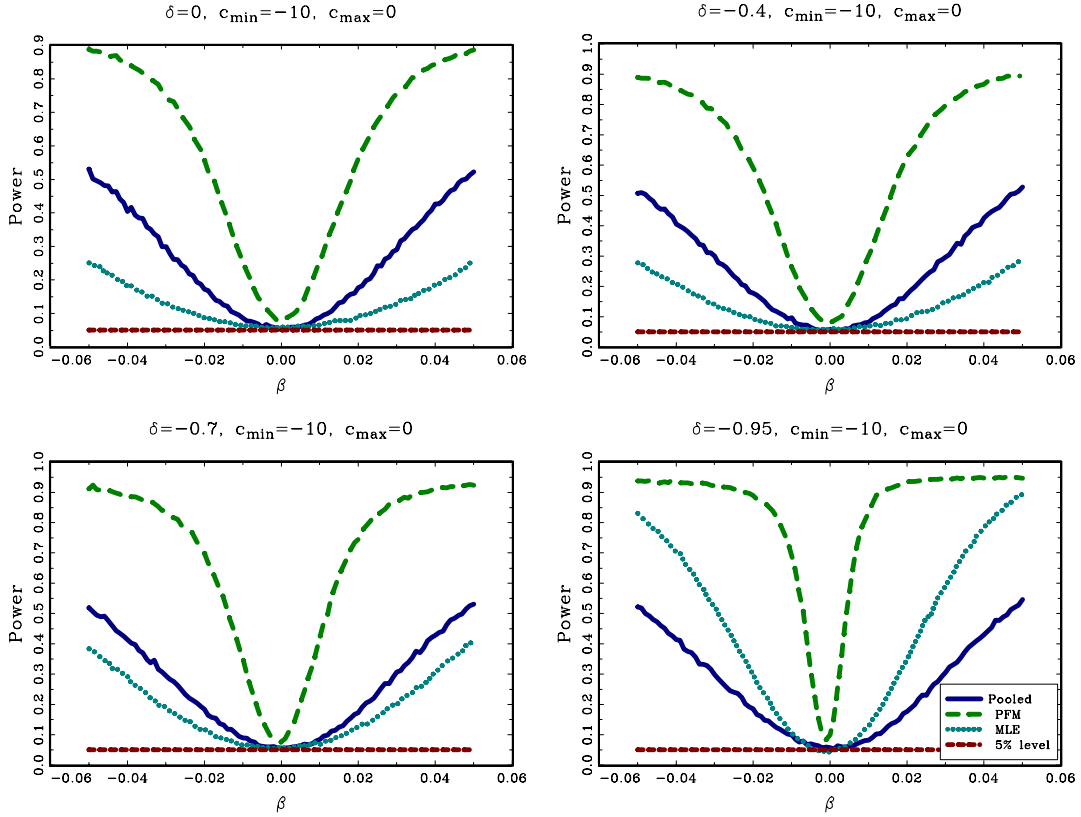 δ=0, cmin=−10, cmax=0
Power
0.0 0.1 0.2 0.3 0.4 0.5 0.6 0.7 0.8 0.9
−0.06 −0.04 −0.02 0.00 0.02 0.04 0.06
β
δ=−0.4, cmin=−10, cmax=0
Power
0.0 0.1 0.2 0.3 0.4 0.5 0.6 0.7 0.8 0.9 1.0
−0.06 −0.04 −0.02 0.00 0.02 0.04 0.06
β
δ=−0.7, cmin=−10, cmax=0
Power
0.0 0.1 0.2 0.3 0.4 0.5 0.6 0.7 0.8 0.9 1.0
−0.06 −0.04 −0.02 0.00 0.02 0.04 0.06
β
δ=−0.95, cmin=−10, cmax=0
Power
0.0 0.1 0.2 0.3 0.4 0.5 0.6 0.7 0.8 0.9 1.0
−0.06 −0.04 −0.02 0.00 0.02 0.04 0.06
β
Pooled
PFM
MLE
5% level